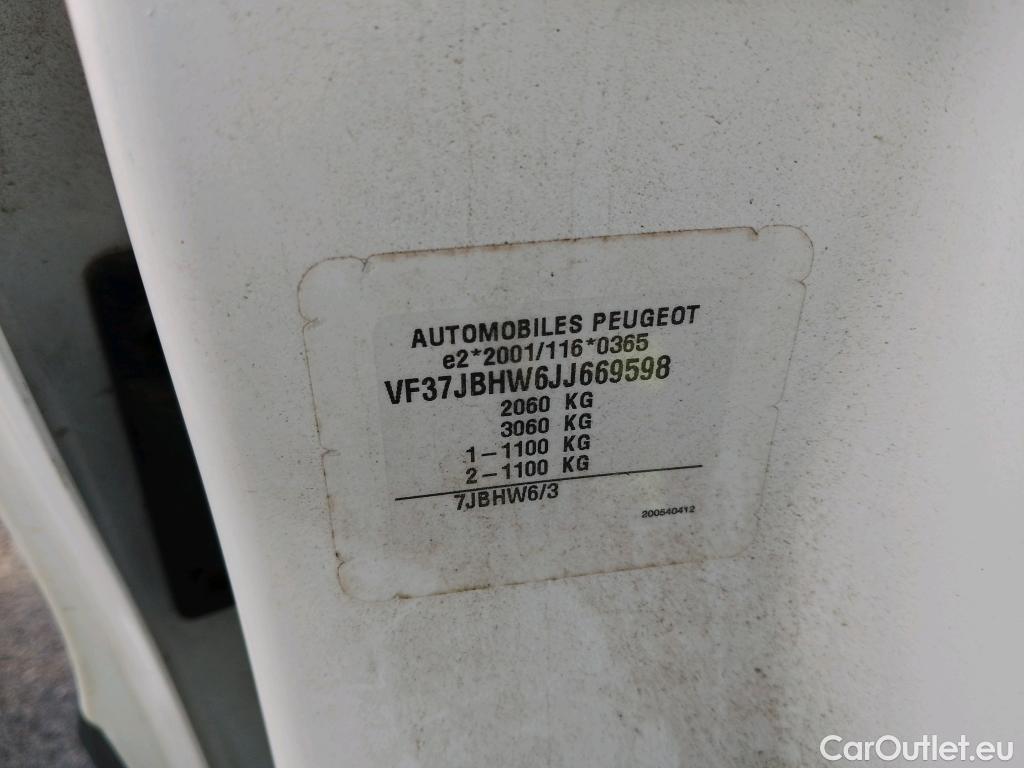 AUTOMOBILES PEUGEOT
e2*2001/116*0365
VF37JBHW6JJ669598
2060 KG
3060 KG
1-1100 KG
2-1100 KG
7JBHW6/3
200540412
CarOutlet.eu